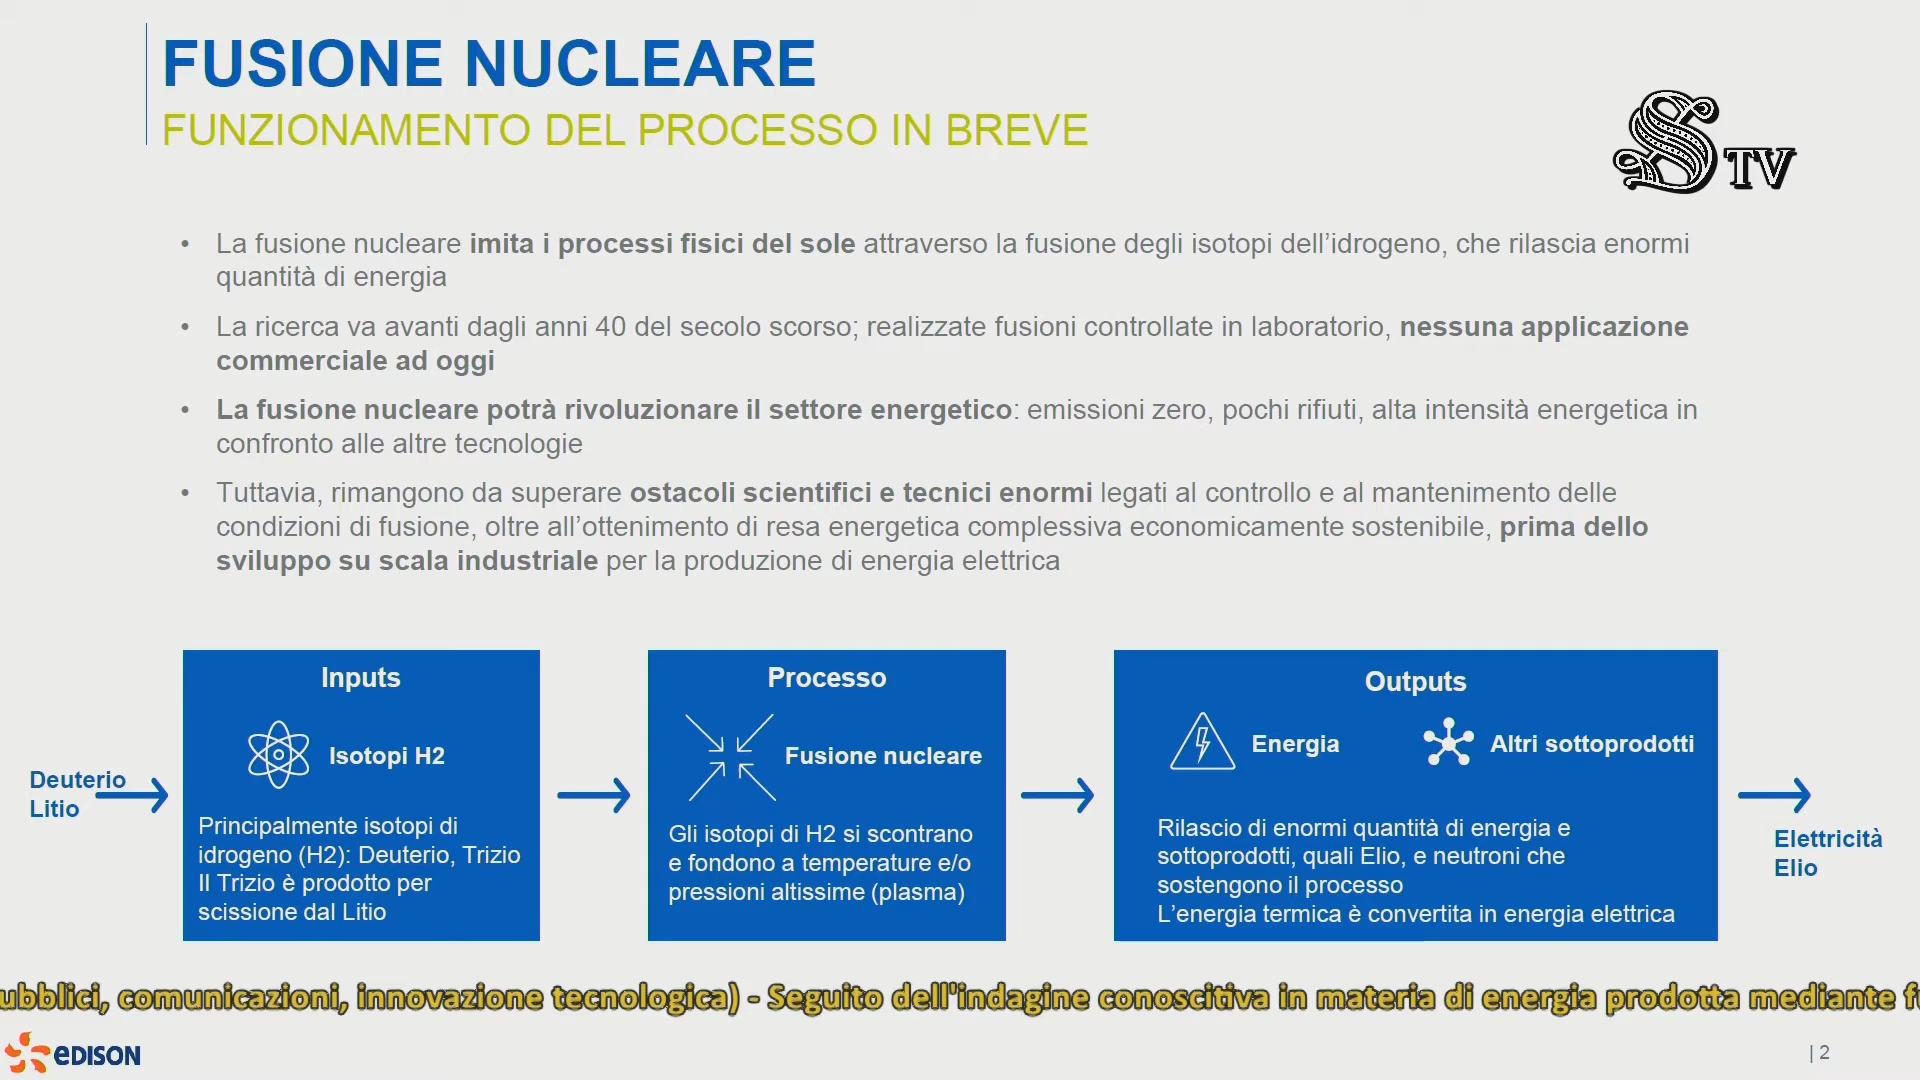 FUSIONE NUCLEARE
FUNZIONAMENTO DEL PROCESSO IN BREVE
S TV
• La fusione nucleare imita i processi fisici del sole attraverso la fusione degli isotopi dell’idrogeno, che rilascia enormi
quantità di energia
• La ricerca va avanti dagli anni 40 del secolo scorso; realizzate fusioni controllate in laboratorio, nessuna applicazione
commerciale ad oggi
• La fusione nucleare potrà rivoluzionare il settore energetico: emissioni zero, pochi rifiuti, alta intensità energetica in
confronto alle altre tecnologie
• Tuttavia, rimangono da superare ostacoli scientifici e tecnici enormi legati al controllo e al mantenimento delle
condizioni di fusione, oltre all’ottenimento di resa energetica complessiva economicamente sostenibile, prima dello
sviluppo su scala industriale per la produzione di energia elettrica
Deuterio
Litio
Inputs
Isotopi H2
Principalmente isotopi di
idrogeno (H2): Deuterio, Trizio
Il Trizio è prodotto per
scissione dal Litio
Processo
Fusione nucleare
Gli isotopi di H2 si scontrano
e fondono a temperature e/o
pressioni altissime (plasma)
Outputs
Energia
Altri sottoprodotti
Rilascio di enormi quantità di energia e
sottoprodotti, quali Elio, e neutroni che
sostengono il processo
L’energia termica è convertita in energia elettrica
Elettricità
Elio
ubblici, comunicazioni, innovazione tecnologica) - Seguito dell'indagine conoscitiva in materia di energia prodotta mediante
EDISON
| 2